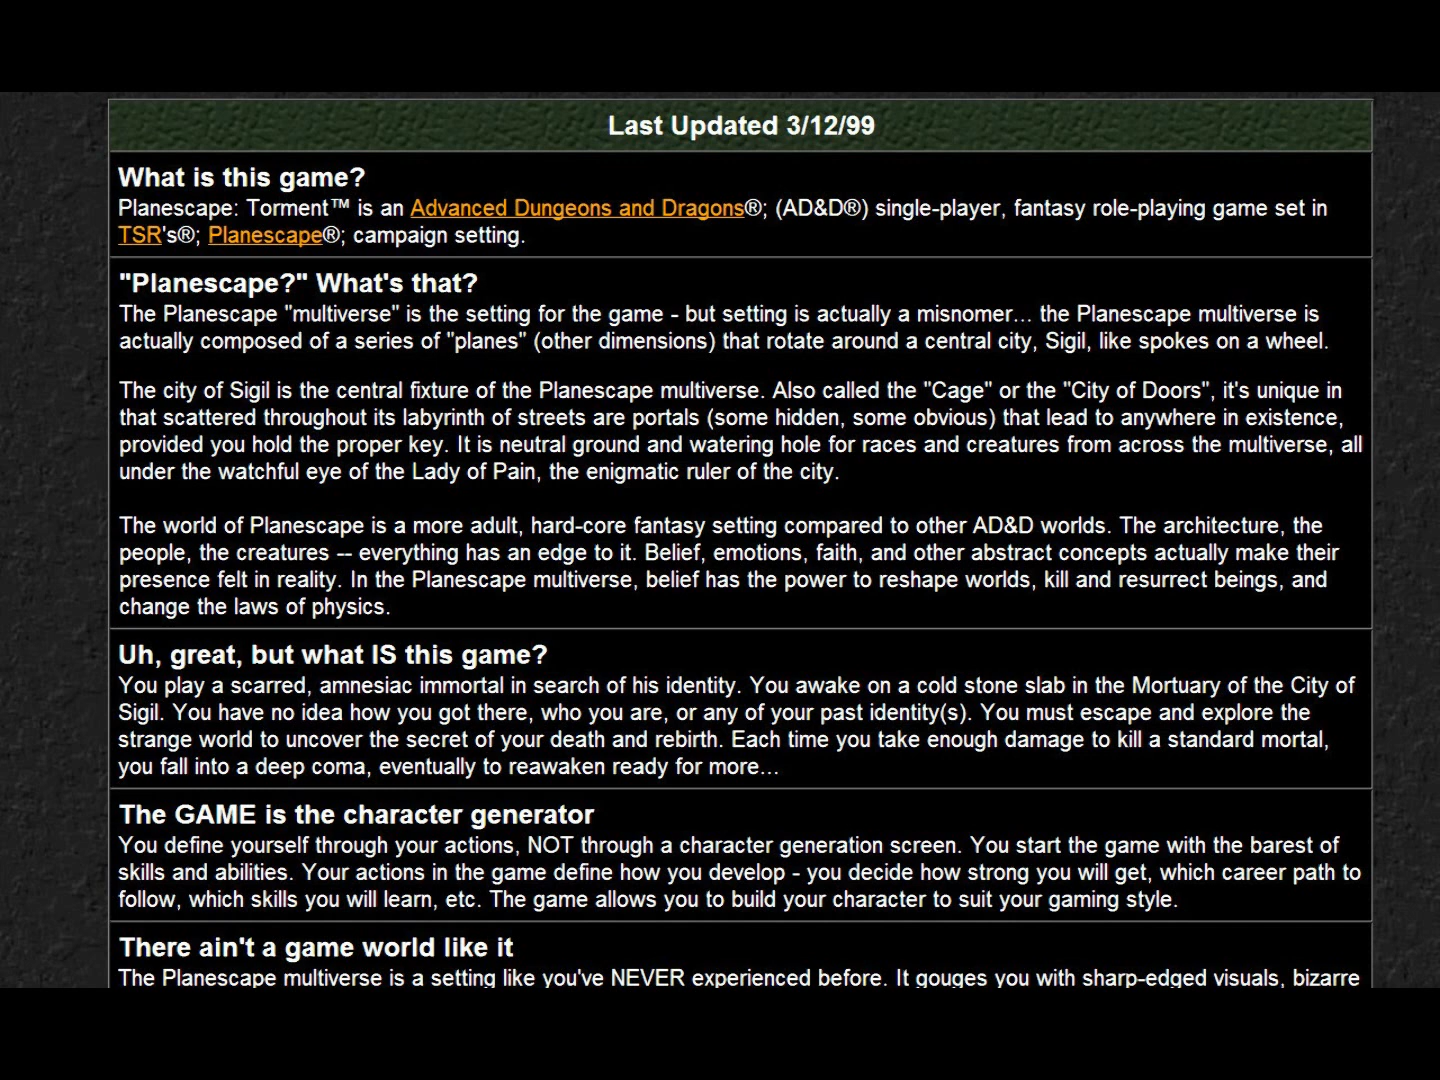 Last Updated 3/12/99
What is this game?
Planescape: Torment™ is an Advanced Dungeons and Dragons®; (AD&D®) single-player, fantasy role-playing game set in
TSR's®; Planescape®; campaign setting.
"Planescape?" What's that?
The Planescape "multiverse" is the setting for the game - but setting is actually a misnomer... the Planescape multiverse is
actually composed of a series of "planes" (other dimensions) that rotate around a central city, Sigil, like spokes on a wheel.
The city of Sigil is the central fixture of the Planescape multiverse. Also called the "Cage" or the "City of Doors", it's unique in
that scattered throughout its labyrinth of streets are portals (some hidden, some obvious) that lead to anywhere in existence,
provided you hold the proper key. It is neutral ground and watering hole for races and creatures from across the multiverse, all
under the watchful eye of the Lady of Pain, the enigmatic ruler of the city.
The world of Planescape is a more adult, hard-core fantasy setting compared to other AD&D worlds. The architecture, the
people, the creatures -- everything has an edge to it. Belief, emotions, faith, and other abstract concepts actually make their
presence felt in reality. In the Planescape multiverse, belief has the power to reshape worlds, kill and resurrect beings, and
change the laws of physics.
Uh, great, but what IS this game?
You play a scarred, amnesiac immortal in search of his identity. You awake on a cold stone slab in the Mortuary of the City of
Sigil. You have no idea how you got there, who you are, or any of your past identity(s). You must escape and explore the
strange world to uncover the secret of your death and rebirth. Each time you take enough damage to kill a standard mortal,
you fall into a deep coma, eventually to reawaken ready for more...
The GAME is the character generator
You define yourself through your actions, NOT through a character generation screen. You start the game with the barest of
skills and abilities. Your actions in the game define how you develop - you decide how strong you will get, which career path to
follow, which skills you will learn, etc. The game allows you to build your character to suit your gaming style.
There ain't a game world like it
The Planescape multiverse is a setting like you've NEVER experienced before. It gouges you with sharp-edged visuals, bizarre